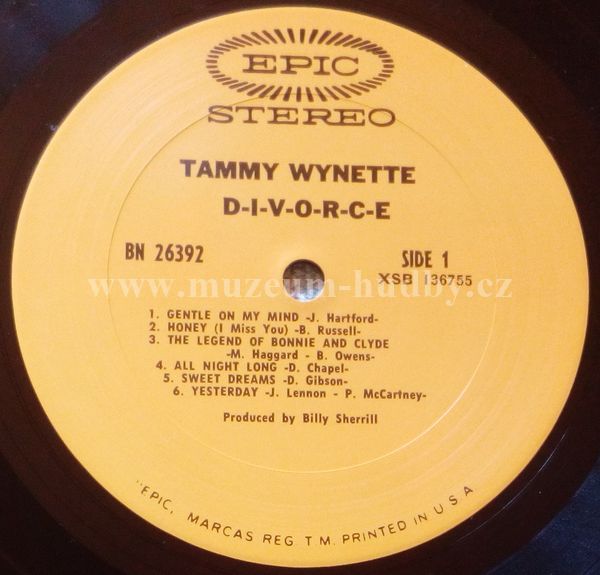 EPIC
STEREO
TAMMY WYNETTE
D-I-V-O-R-C-E
BN 26392 SIDE 1
XSB 136755
www.muzeum-hudby.cz
1. GENTLE ON MY MIND -J. Hartford-
2. HONEY (I Miss You) -B. Russell-
3. THE LEGEND OF BONNIE AND CLYDE
-M. Haggard - B. Owens-
4. ALL NIGHT LONG -D. Chapel-
5. SWEET DREAMS -D. Gibson-
6. YESTERDAY -J. Lennon - P. McCartney-
Produced by Billy Sherrill
"EPIC, MARCAS REG. T.M. PRINTED IN U S A